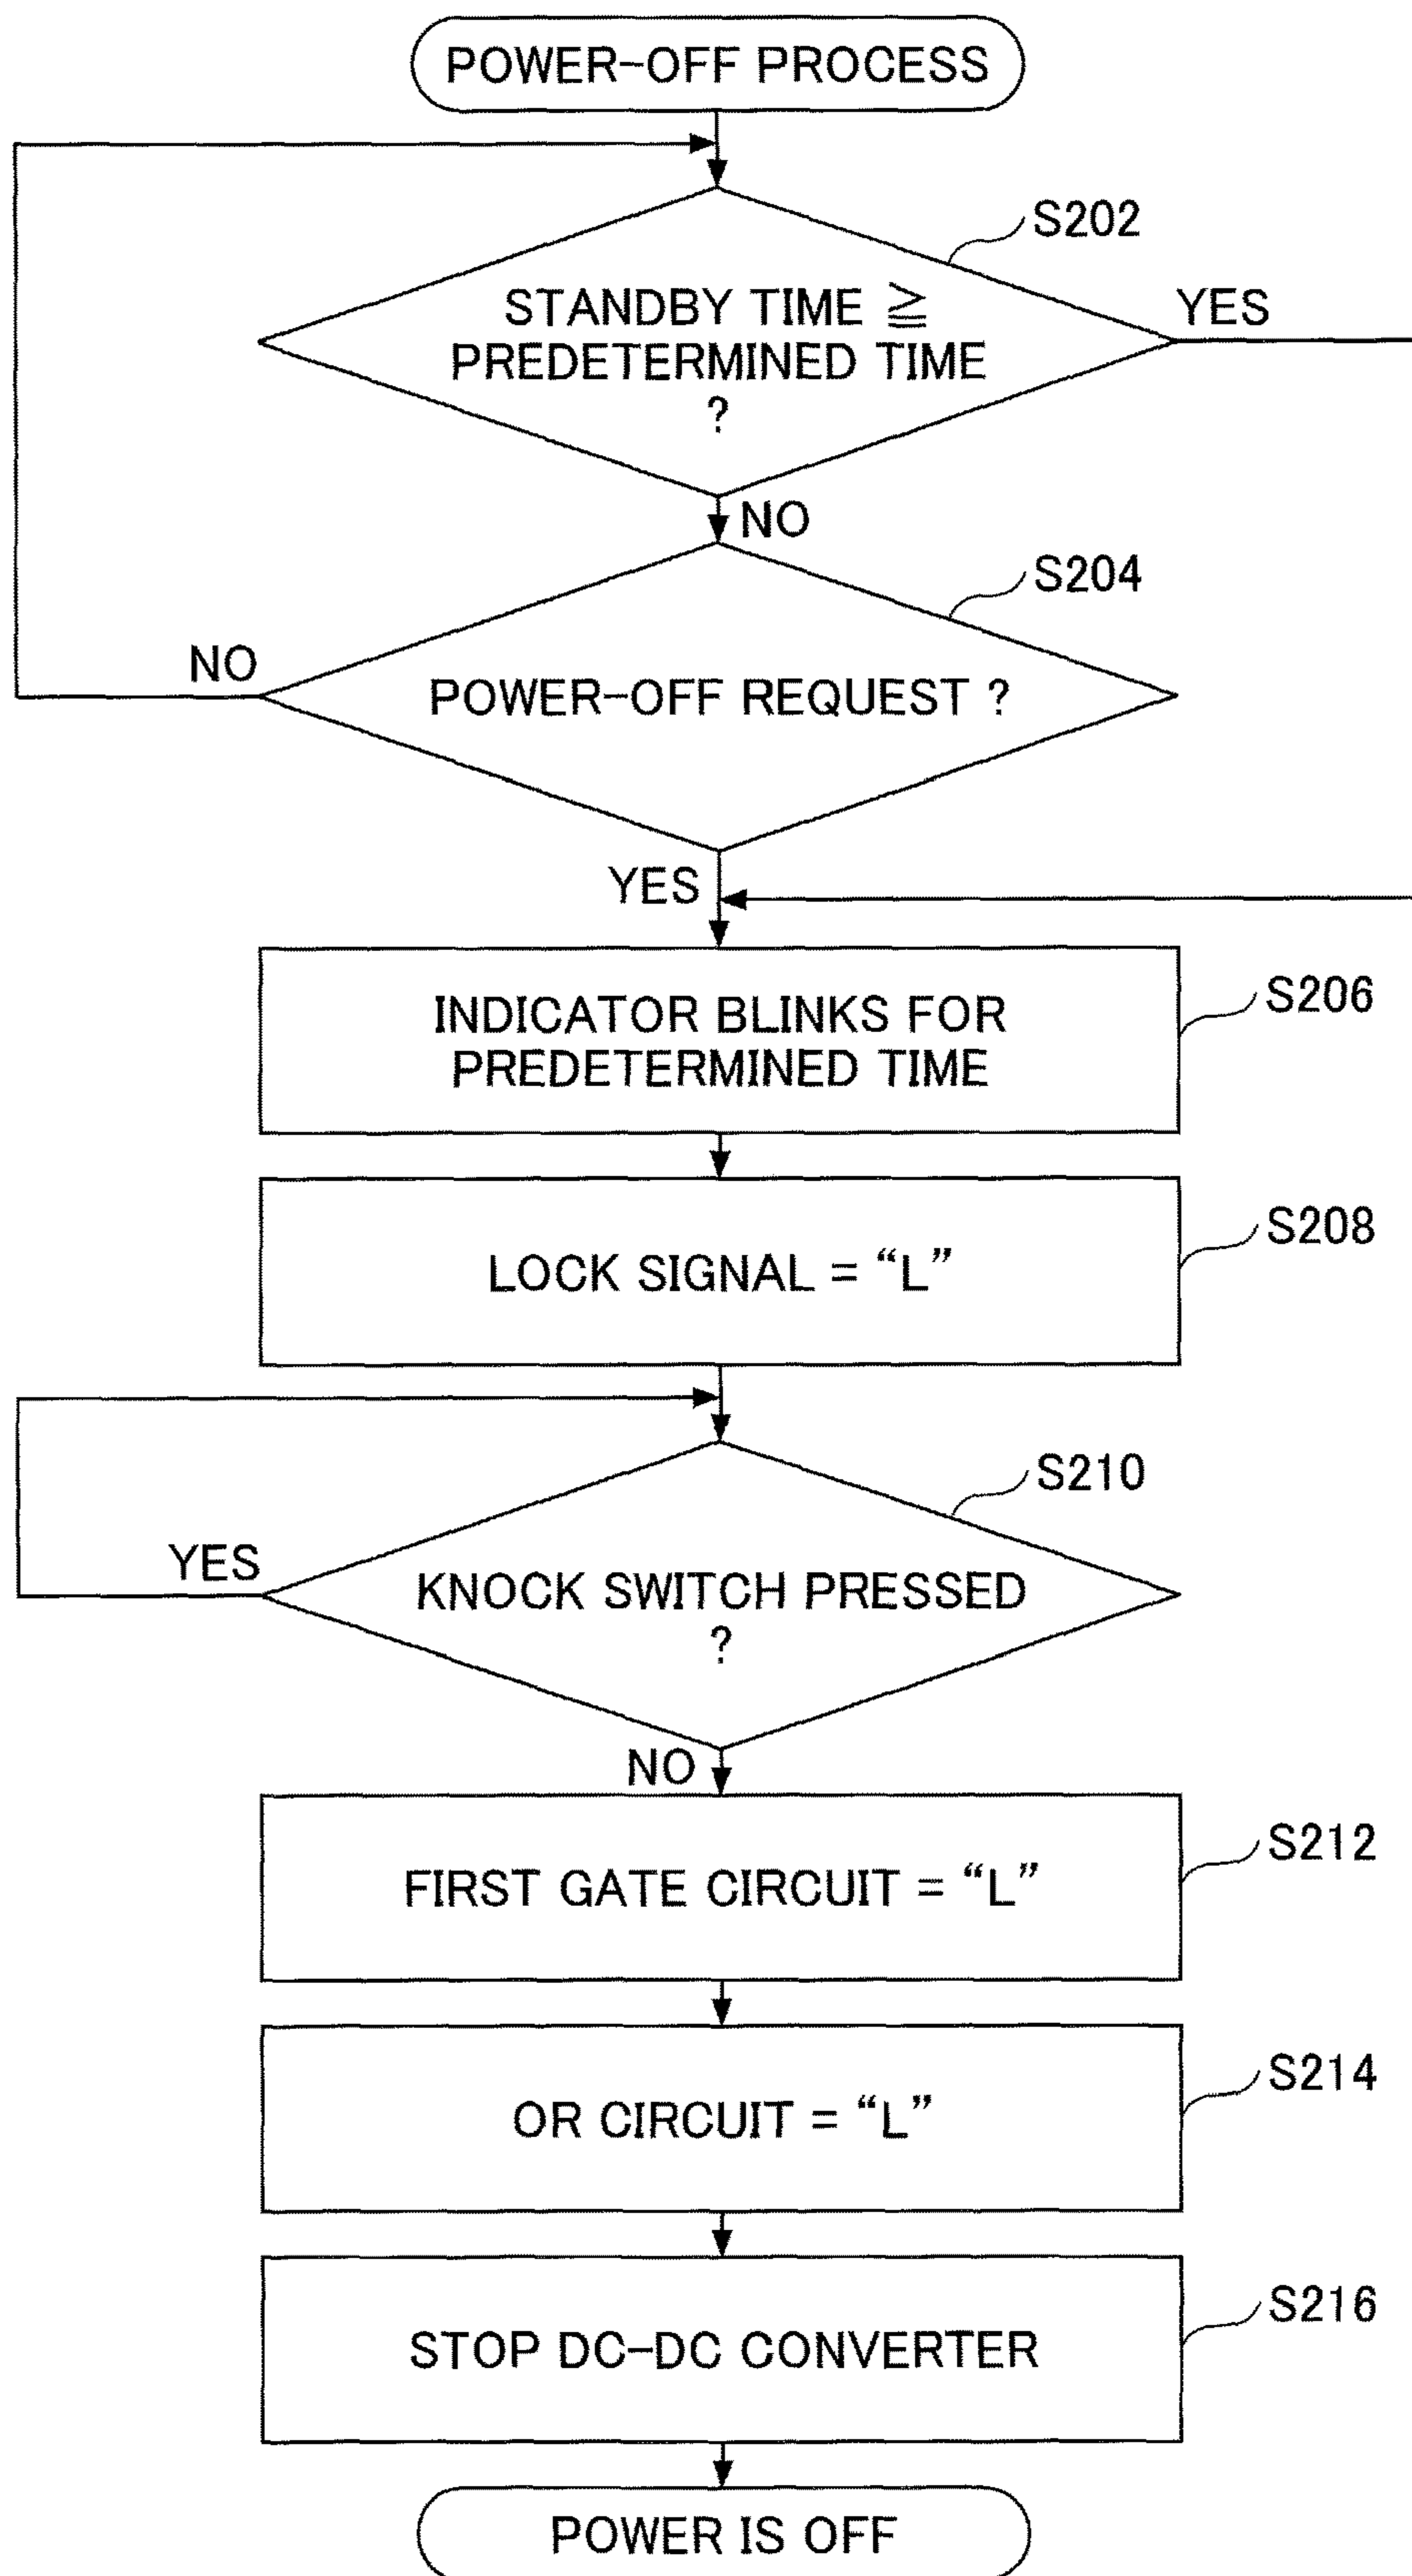 POWER-OFF PROCESS
S202
STANDBY TIME ≧
PREDETERMINED TIME
?
YES
NO
S204
POWER-OFF REQUEST ?
NO
YES
S206
INDICATOR BLINKS FOR
PREDETERMINED TIME
S208
LOCK SIGNAL = “L”
S210
KNOCK SWITCH PRESSED
?
YES
NO
S212
FIRST GATE CIRCUIT = “L”
S214
OR CIRCUIT = “L”
S216
STOP DC-DC CONVERTER
POWER IS OFF